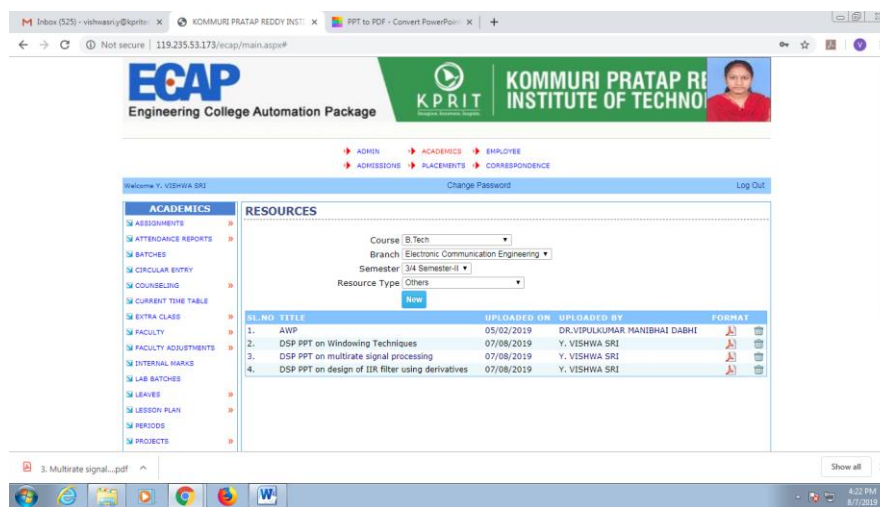 Inbox (525) - vishwasri.y@kprite
KOMMURI PRATAP REDDY INST
PPT to PDF - Convert PowerPoin
Not secure | 119.235.53.173/ecap/main.aspx#
ECAP
Engineering College Automation Package
KPRIT
KOMMURI PRATAP RE
INSTITUTE OF TECHNO
ADMIN ACADEMICS EMPLOYEE
ADMISSIONS PLACEMENTS CORRESPONDENCE
Welcome Y. VISHWA SRI Change Password Log Out
ACADEMICS
ASSIGNMENTS
ATTENDANCE REPORTS
BATCHES
CIRCULAR ENTRY
COUNSELING
CURRENT TIME TABLE
EXTRA CLASS
FACULTY
FACULTY ADJUSTMENTS
INTERNAL MARKS
LAB BATCHES
LEAVES
LESSON PLAN
PERIODS
PROJECTS
RESOURCES
Course B.Tech
Branch Electronic Communication Engineering
Semester 3/4 Semester-II
Resource Type Others
New
SL.NO TITLE UPLOADED ON UPLOADED BY FORMAT
1. AWP 05/02/2019 DR.VIPULKUMAR MANIBHAI DABHI
2. DSP PPT on Windowing Techniques 07/08/2019 Y. VISHWA SRI
3. DSP PPT on multirate signal processing 07/08/2019 Y. VISHWA SRI
4. DSP PPT on design of IIR filter using derivatives 07/08/2019 Y. VISHWA SRI
3. Multirate signal....pdf
Show all
4:22 PM
8/7/2019